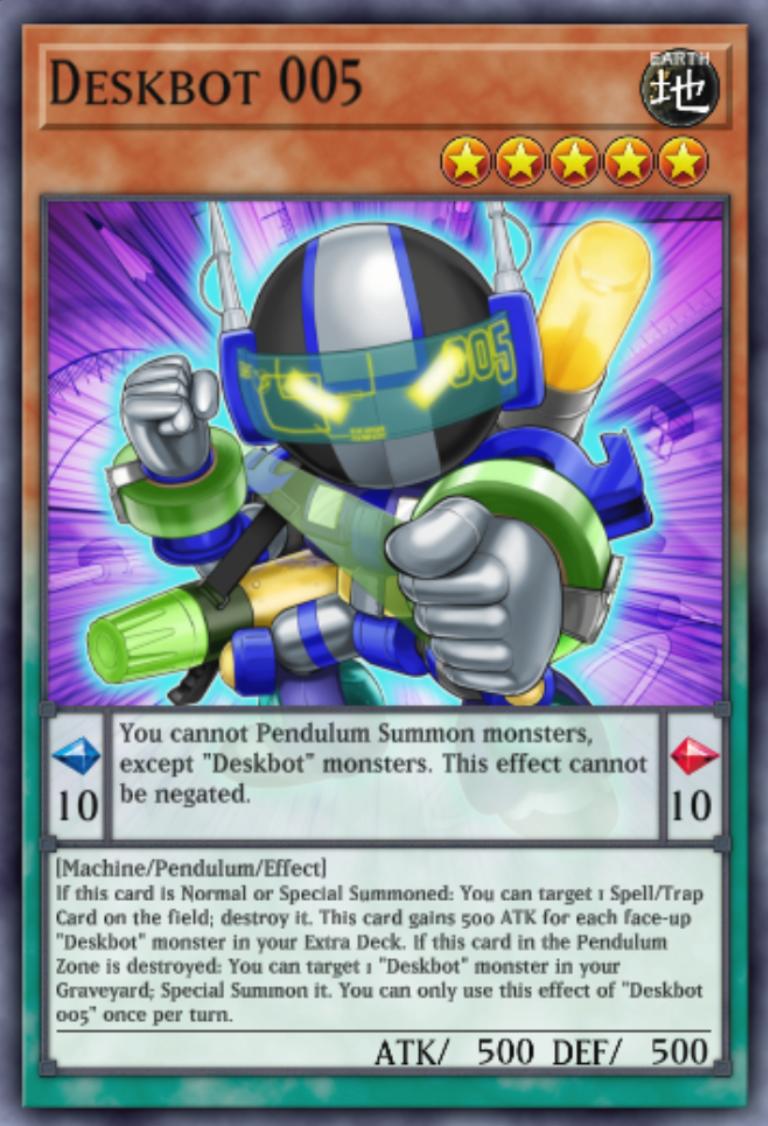 DESKBOT 005
EARTH
地
005
You cannot Pendulum Summon monsters,
except "Deskbot" monsters. This effect cannot
be negated.
10
10
[Machine/Pendulum/Effect]
If this card is Normal or Special Summoned: You can target 1 Spell/Trap
Card on the field; destroy it. This card gains 500 ATK for each face-up
"Deskbot" monster in your Extra Deck. If this card in the Pendulum
Zone is destroyed: You can target 1 "Deskbot" monster in your
Graveyard; Special Summon it. You can only use this effect of "Deskbot
005" once per turn.
ATK/ 500 DEF/ 500